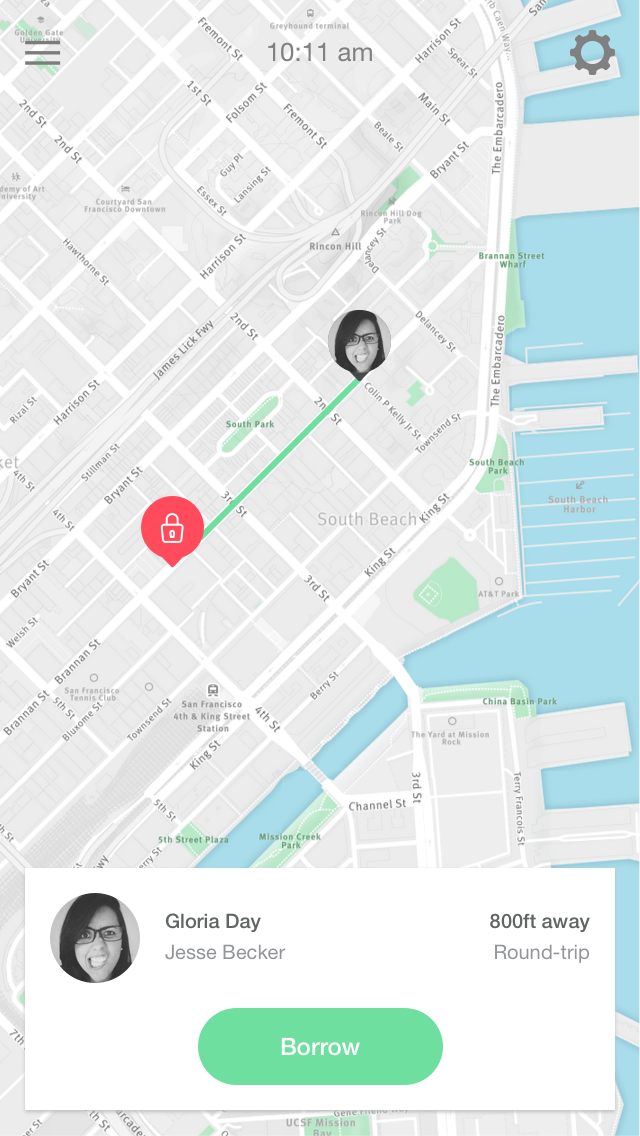 Golden Gate
University
Greyhound terminal
10:11 am
Fremont St
Harrison St
Spear St
1st St
Folsom St
Fremont St
Main St
Beale St
2nd St
2nd St
The Embarcadero
Bryant St
Guy Pl
Lansing St
Essex St
demy of Art
University
Courtyard San
Francisco Downtown
Rincon Hill Dog
Park
Rincon Hill
Delancey St
Harrison St
Hawthorne St
Brannan Street
Wharf
James Lick Fwy
2nd St
Delancey St
The Embarcadero
Harrison St
Rizal St
South Park
2nd St
Colin P Kelly Jr St
Townsend St
Stillman St
ket
4th St
Bryant St
South Beach
Park
3rd St
4th St
King St
South Beach
Harbor
South Beach
King St
Bryant St
3rd St
AT&T Park
Welsh St
Brannan St
San Francisco
Tennis Club
Berry St
San Francisco
4th & King Street
Station
Brannan St
5th St
Bluxome St
Townsend St
4th St
King St
China Basin Park
The Yard at Mission
Rock
3rd St
Terry Francois St
Channel St
5th St
5th Street Plaza
Mission Creek
Park
Gloria Day
800ft away
Jesse Becker
Round-trip
Borrow
7th
UCSF Mission
Bay